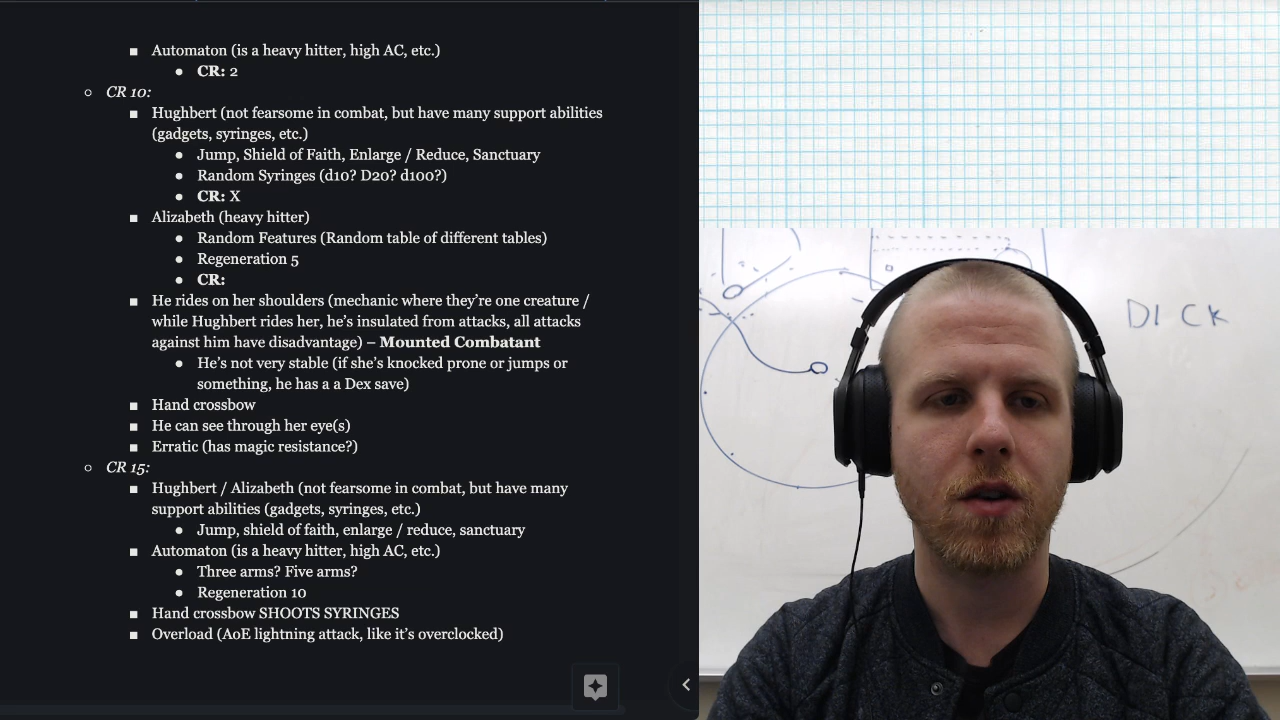 ■ Automaton (is a heavy hitter, high AC, etc.)
● CR: 2
○ CR 10:
■ Hughbert (not fearsome in combat, but have many support abilities
(gadgets, syringes, etc.)
● Jump, Shield of Faith, Enlarge / Reduce, Sanctuary
● Random Syringes (d10? D20? d100?)
● CR: X
■ Alizabeth (heavy hitter)
● Random Features (Random table of different tables)
● Regeneration 5
● CR:
■ He rides on her shoulders (mechanic where they’re one creature /
while Hughbert rides her, he’s insulated from attacks, all attacks
against him have disadvantage) – Mounted Combatant
● He’s not very stable (if she’s knocked prone or jumps or
something, he has a a Dex save)
■ Hand crossbow
■ He can see through her eye(s)
■ Erratic (has magic resistance?)
○ CR 15:
■ Hughbert / Alizabeth (not fearsome in combat, but have many
support abilities (gadgets, syringes, etc.)
● Jump, shield of faith, enlarge / reduce, sanctuary
■ Automaton (is a heavy hitter, high AC, etc.)
● Three arms? Five arms?
● Regeneration 10
■ Hand crossbow SHOOTS SYRINGES
■ Overload (AoE lightning attack, like it’s overclocked)
DICK